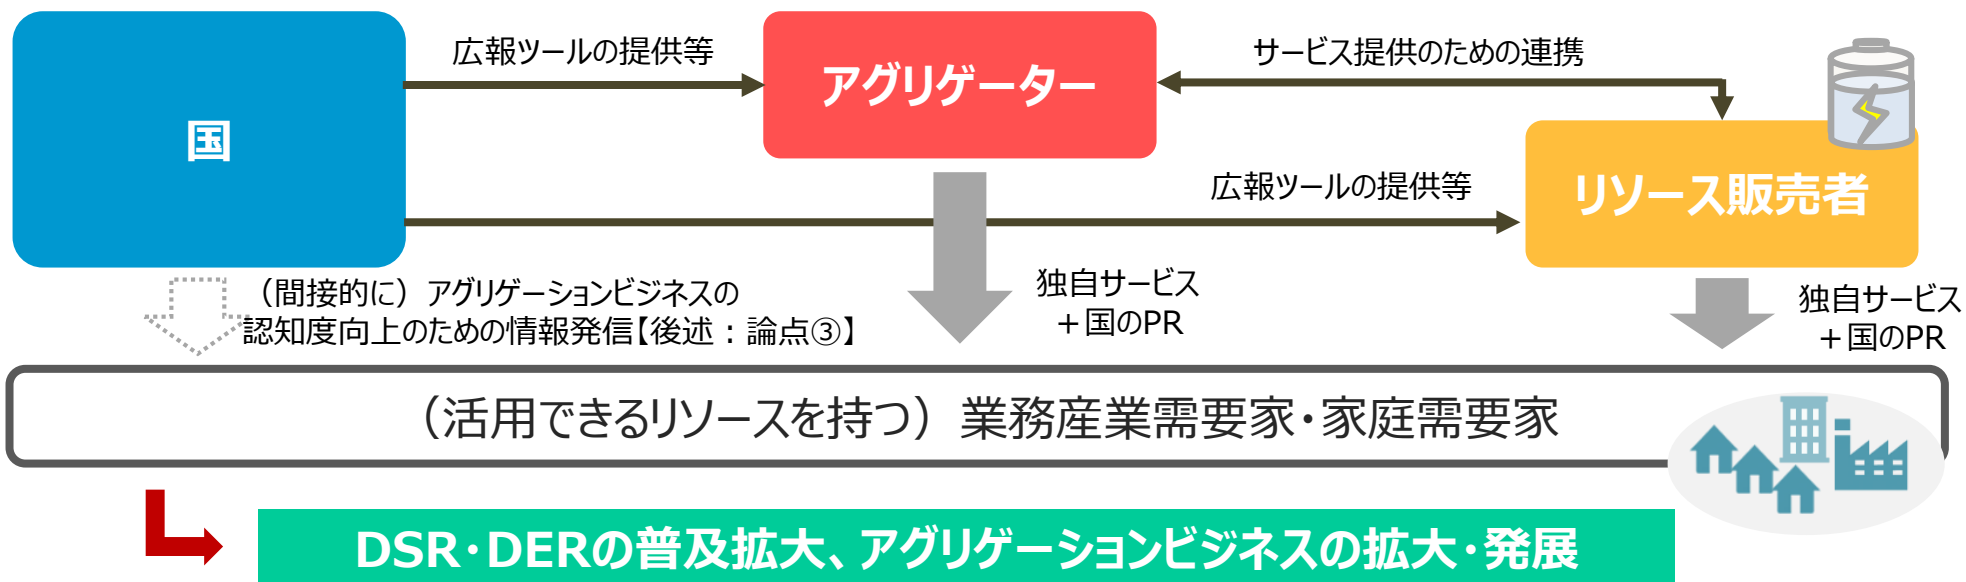 広報ツールの提供等
サービス提供のための連携
国
アグリゲーター
広報ツールの提供等
リソース販売者
（間接的に）アグリゲーションビジネスの
認知度向上のための情報発信【後述：論点③】
独自サービス
＋国のPR
独自サービス
＋国のPR
（活用できるリソースを持つ）業務産業需要家・家庭需要家
DSR・DERの普及拡大、アグリゲーションビジネスの拡大・発展